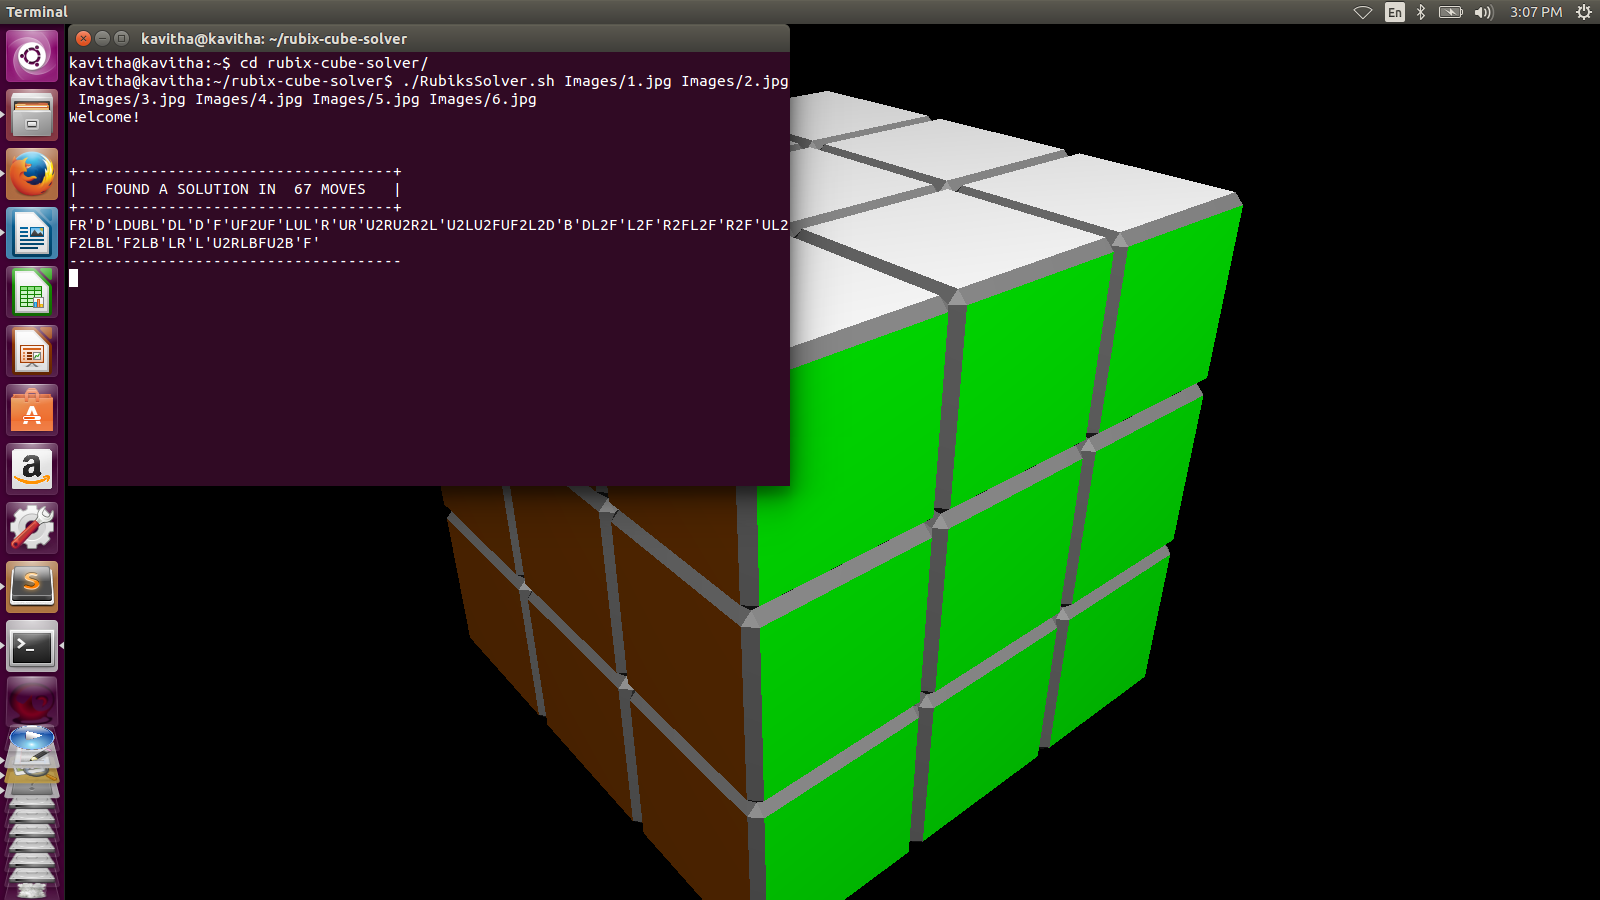 Terminal
En
3:07 PM
kavitha@kavitha: ~/rubix-cube-solver
kavitha@kavitha:~$ cd rubix-cube-solver/
kavitha@kavitha:~/rubix-cube-solver$ ./RubiksSolver.sh Images/1.jpg Images/2.jpg
Images/3.jpg Images/4.jpg Images/5.jpg Images/6.jpg
Welcome!
+-----------------------------------+
|   FOUND A SOLUTION IN  67 MOVES   |
+-----------------------------------+
FR'D'LDUBL'DL'D'F'UF2UF'LUL'R'UR'U2RU2R2L'U2LU2FUF2L2D'B'DL2F'L2F'R2FL2F'R2F'UL2
F2LBL'F2LB'LR'L'U2RLBFU2B'F'
-------------------------------------
a
S
>_